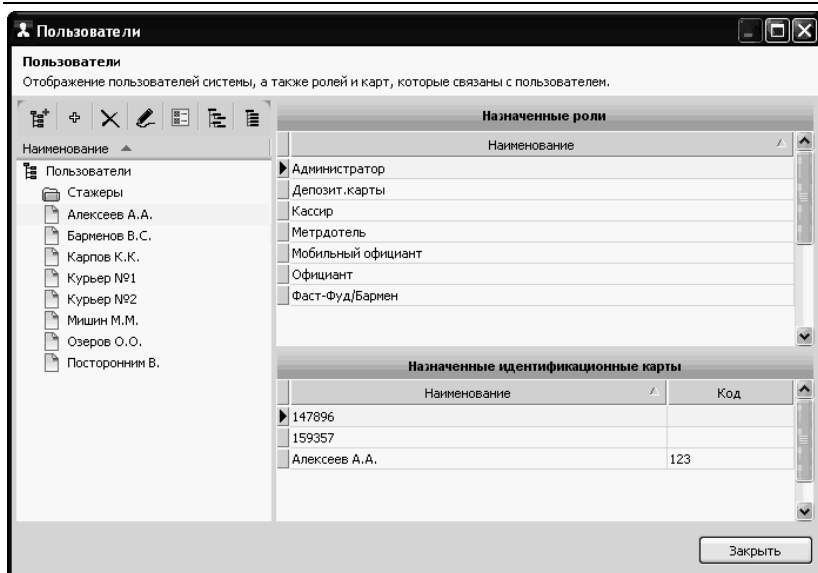 Пользователи
Пользователи
Отображение пользователей системы, а также ролей и карт, которые связаны с пользователем.
Наименование
Пользователи
Стажеры
Алексеев А.А.
Барменов В.С.
Карпов К.К.
Курьер №1
Курьер №2
Мишин М.М.
Озеров О.О.
Посторонним В.
Назначенные роли
Наименование
Администратор
Депозит.карты
Кассир
Метрдотель
Мобильный официант
Официант
Фаст-Фуд/Бармен
Назначенные идентификационные карты
Наименование Код
147896
159357
Алексеев А.А. 123
Закрыть